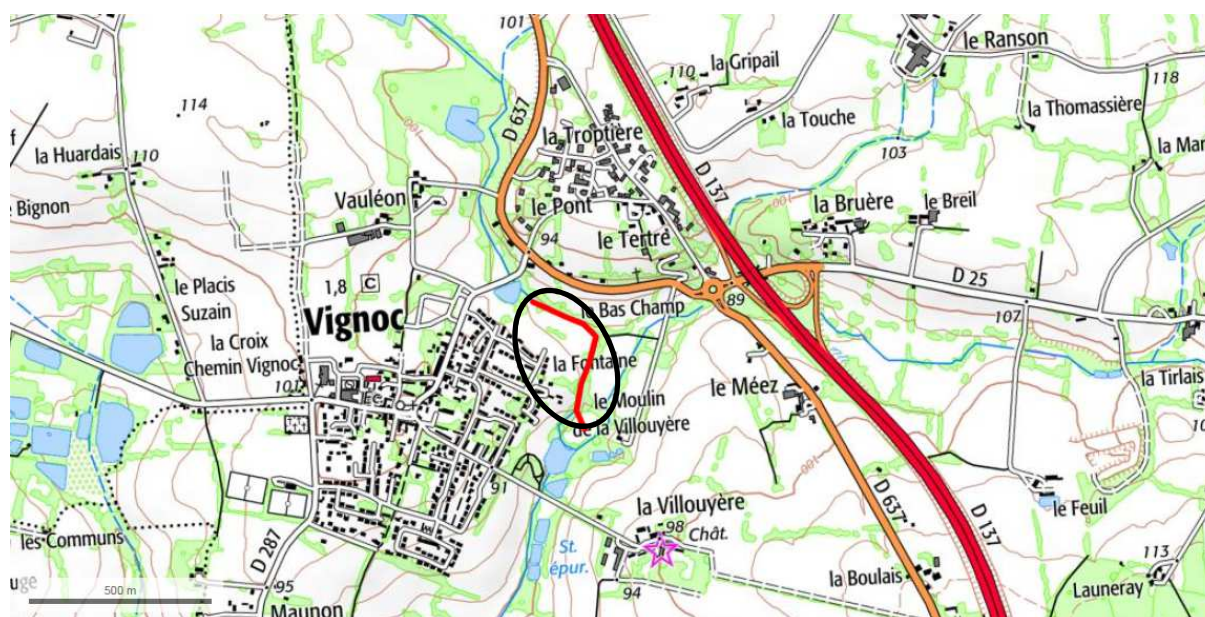 101
D 637
la Gripail
110
le Ranson
118
la Thomassière
114
la Troptière
la Touche
103
la Mar
f
la Huardais
110
D 137
e Bignon
Vauléon
le Pont
la Bruère
le Breil
94
le Tertre
D 25
1,8 C
89
le Placis
Suzain
le Bas Champ
107
Vignoc
la Croix
Chemin Vignoc
la Fontaine
la Tirlais
101
le Méez
le Moulin
de la Villouyère
100
10
91
D 287
la Villouyère
D 637
le Feuil
98
Chât.
D 137
les Communs
St.
épur.
113
uge
500 m
95
94
la Boulais
Launeray
Maunon